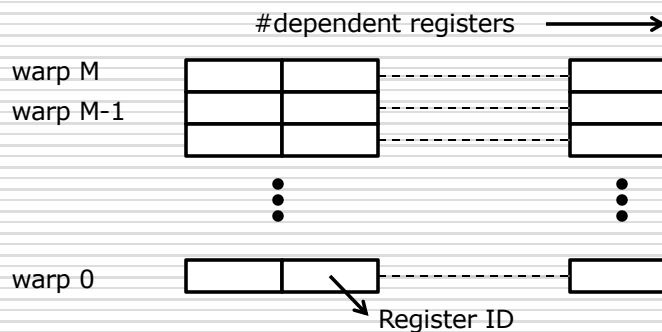 #dependent registers
warp M
warp M-1
warp 0
Register ID